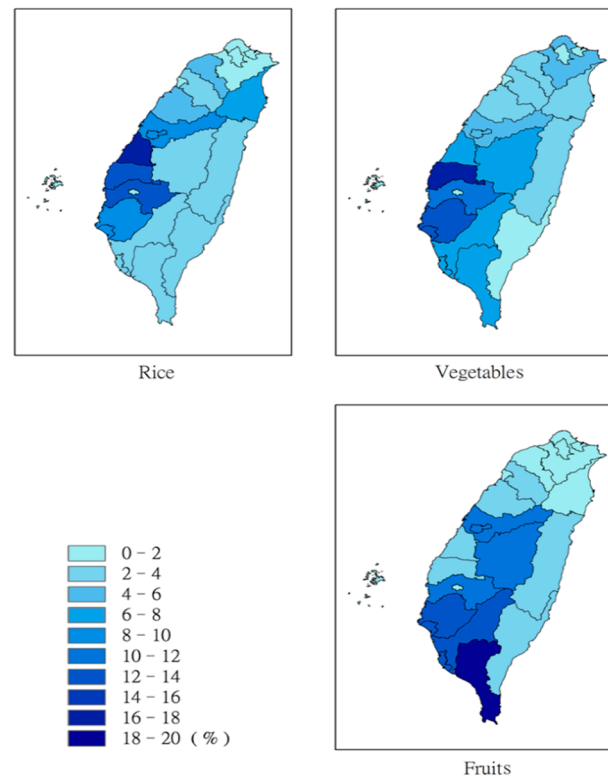 Rice
Vegetables
0 - 2
2 - 4
4 - 6
6 - 8
8 - 10
10 - 12
12 - 14
14 - 16
16 - 18
18 - 20 ( % )
Fruits